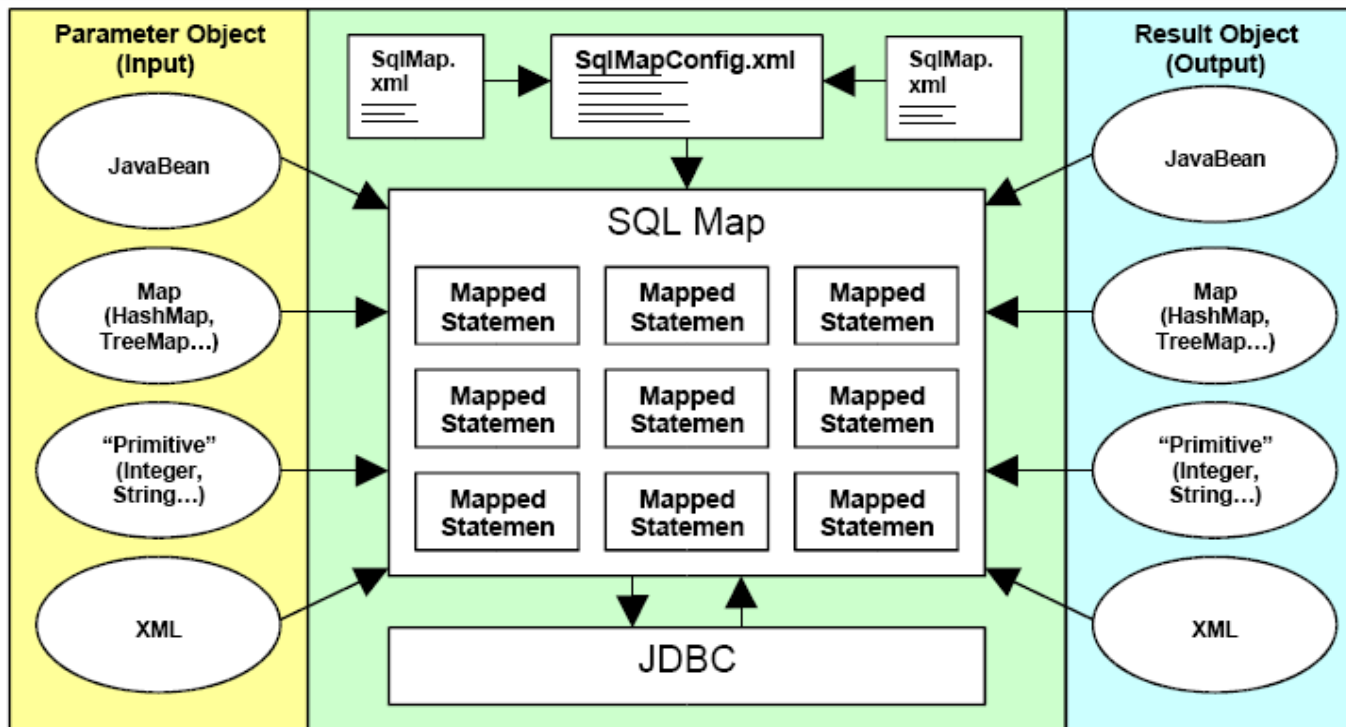 Parameter Object
(Input)
JavaBean
Map
(HashMap,
TreeMap…)
“Primitive”
(Integer,
String…)
XML
SqlMap.
xml
SqlMapConfig.xml
SqlMap.
xml
SQL Map
Mapped
Statemen
Mapped
Statemen
Mapped
Statemen
Mapped
Statemen
Mapped
Statemen
Mapped
Statemen
Mapped
Statemen
Mapped
Statemen
Mapped
Statemen
JDBC
Result Object
(Output)
JavaBean
Map
(HashMap,
TreeMap…)
“Primitive”
(Integer,
String…)
XML